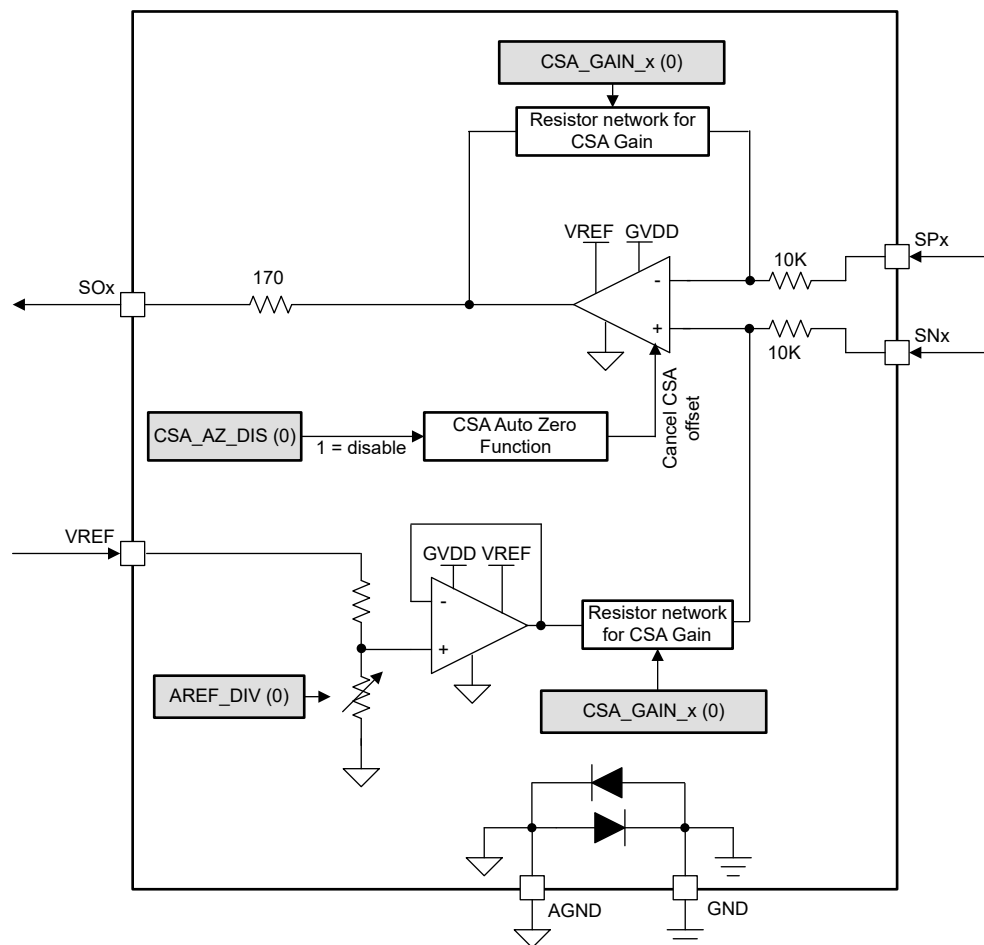 CSA_GAIN_x (0)
Resistor network for
CSA Gain
VREF
GVDD
SPx
10K
-
170
SOx
+
SNx
10K
Cancel CSA
offset
CSA_AZ_DIS (0)
1 = disable
CSA Auto Zero
Function
VREF
GVDD VREF
-
+
Resistor network
for CSA Gain
AREF_DIV (0)
CSA_GAIN_x (0)
AGND
GND